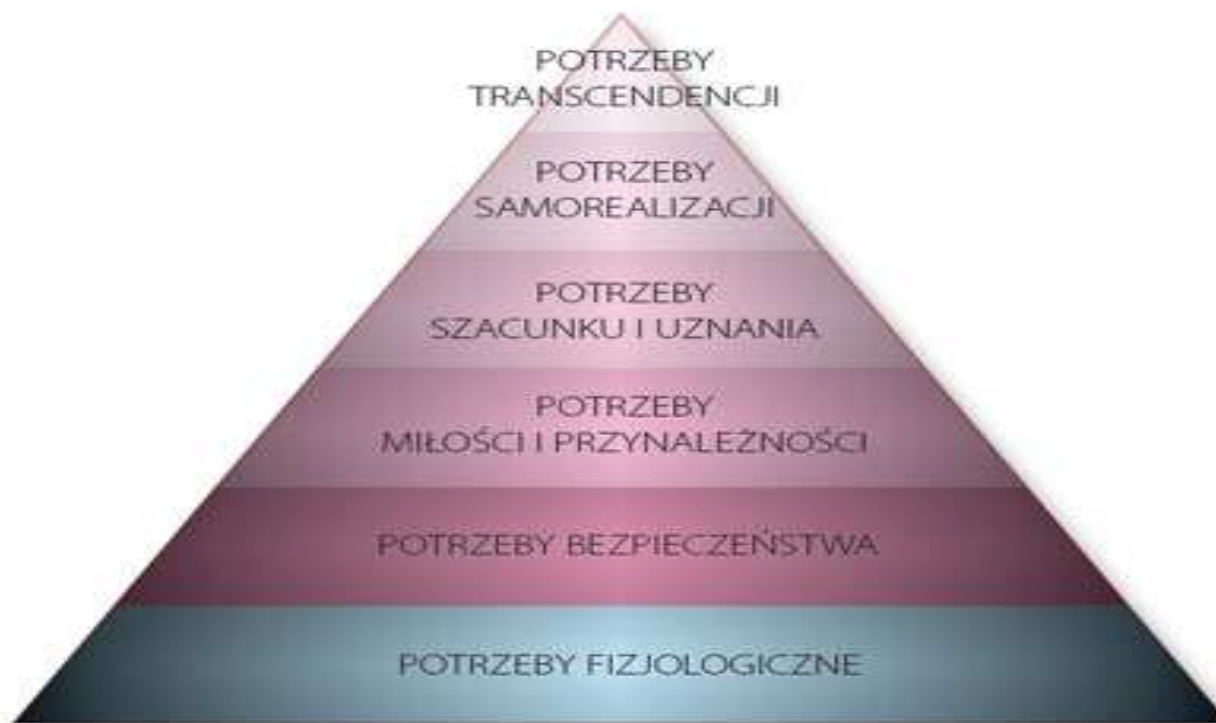 POTRZEBY
TRANSCENDENCJI
POTRZEBY
SAMOREALIZACJI
POTRZEBY
SZACUNKU I UZNANIA
POTRZEBY
MIŁOŚCI I PRZYNALEŻNOŚCI
POTRZEBY BEZPIECZEŃSTWA
POTRZEBY FIZJOLOGICZNE